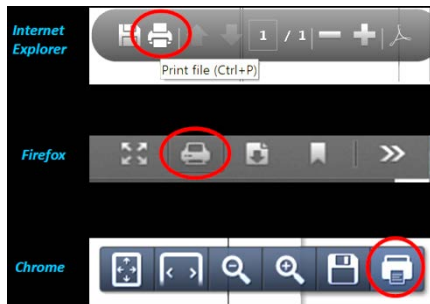 Internet
Explorer
1 / 1
Print file (Ctrl+P)
Firefox
Chrome